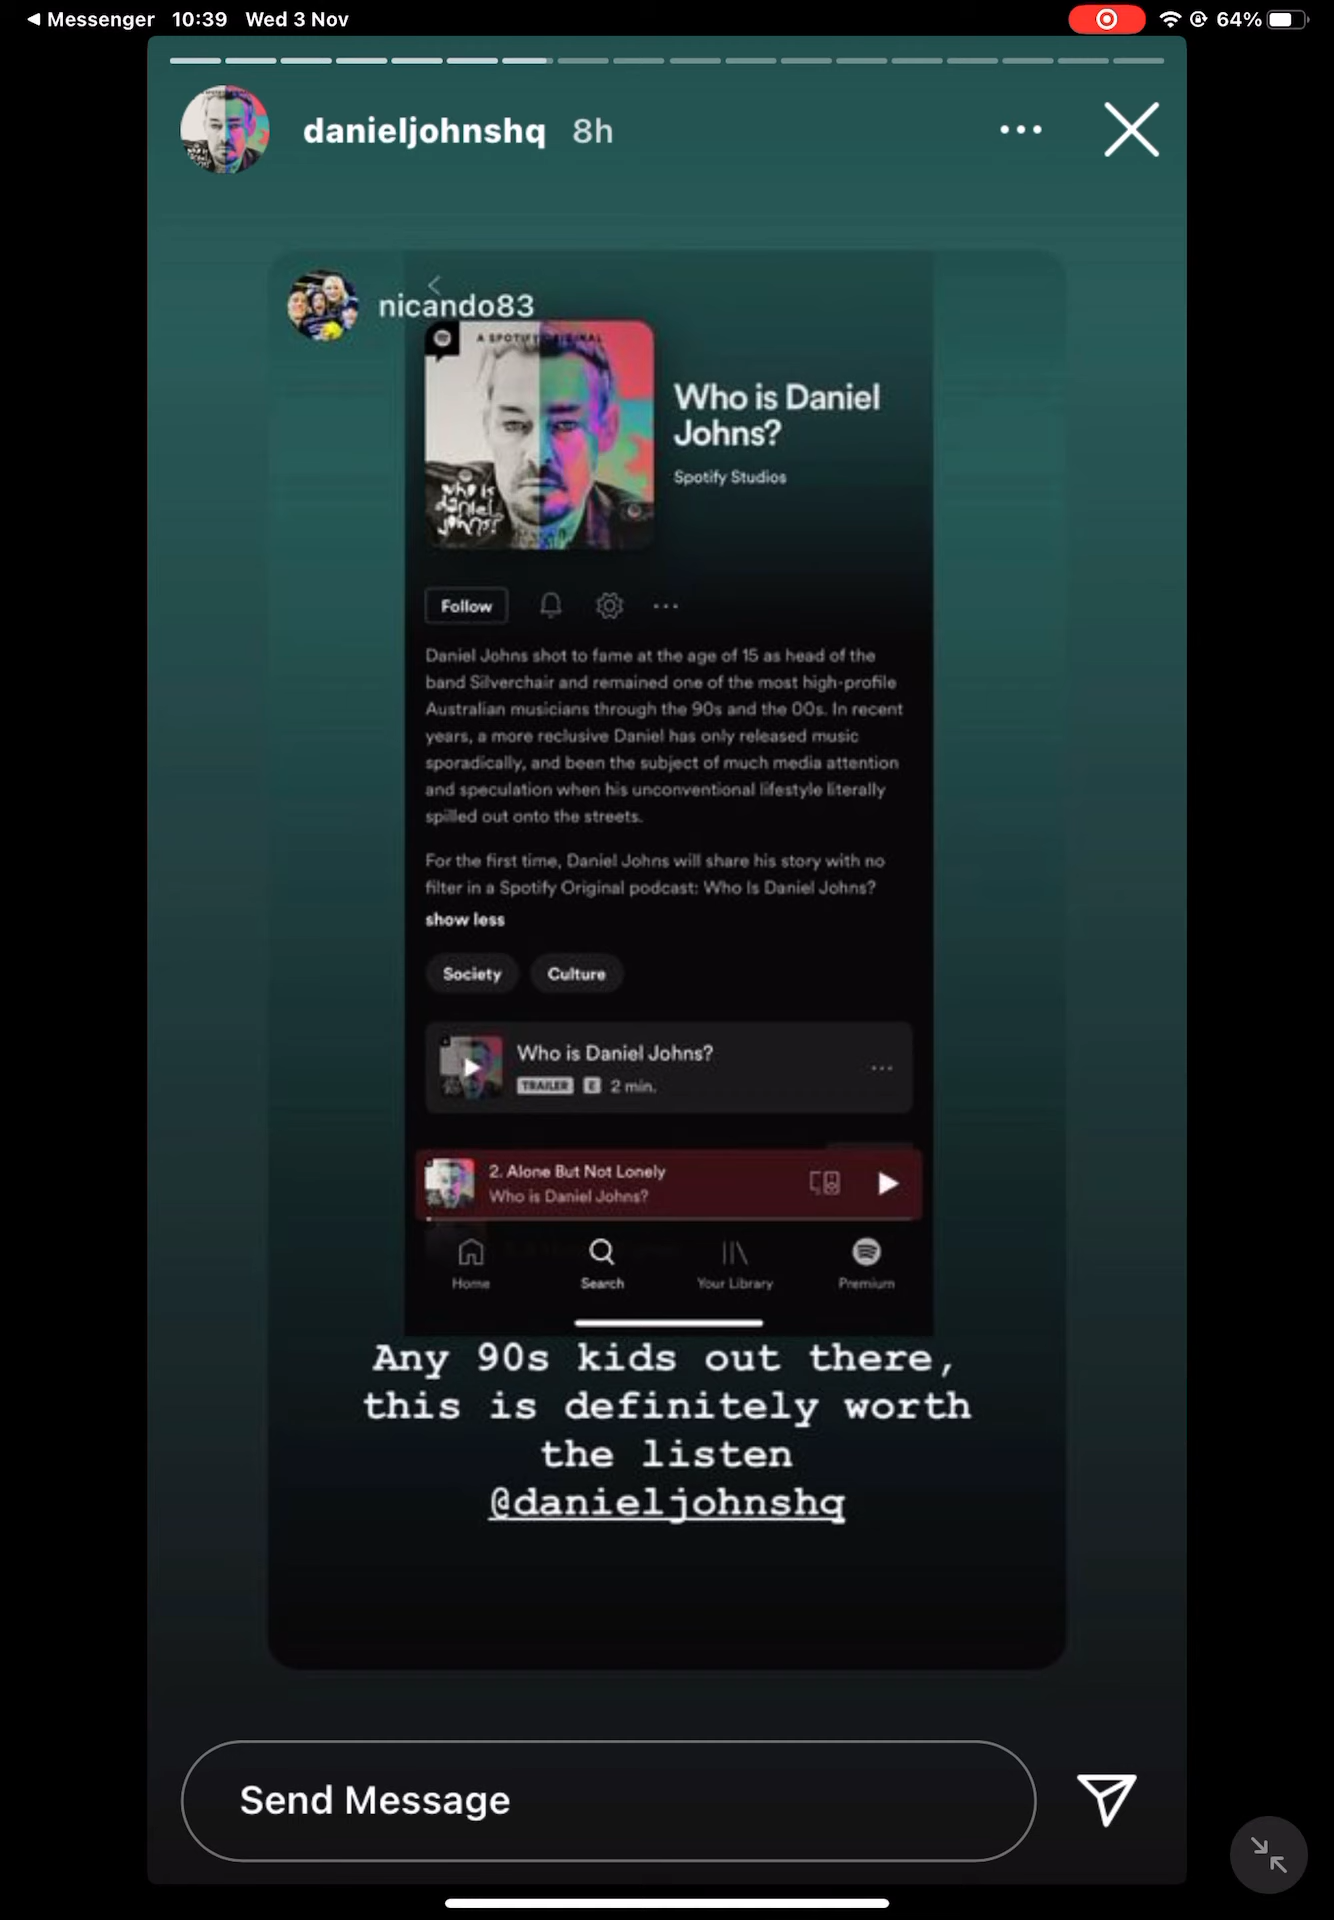 Messenger 10:39 Wed 3 Nov 64%
danieljohnshq 8h
nicando83
A SPOTIFY ORIGINAL
who is
daniel
johns?
Who is Daniel
Johns?
Spotify Studios
Follow
Daniel Johns shot to fame at the age of 15 as head of the
band Silverchair and remained one of the most high-profile
Australian musicians through the 90s and the 00s. In recent
years, a more reclusive Daniel has only released music
sporadically, and been the subject of much media attention
and speculation when his unconventional lifestyle literally
spilled out onto the streets.
For the first time, Daniel Johns will share his story with no
filter in a Spotify Original podcast: Who Is Daniel Johns?
show less
Society Culture
Who is Daniel Johns?
TRAILER E 2 min.
2. Alone But Not Lonely
Who is Daniel Johns?
Home Search Your Library Premium
Any 90s kids out there,
this is definitely worth
the listen
@danieljohnshq
Send Message